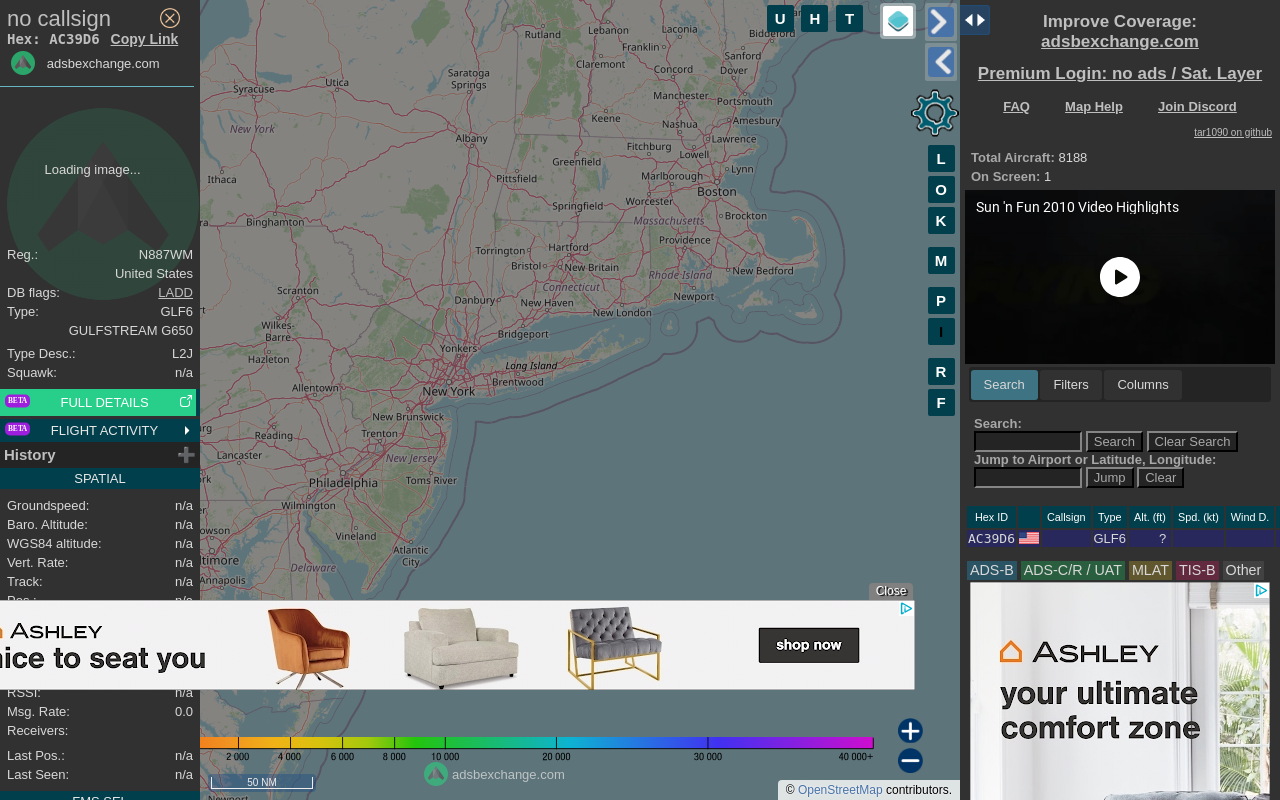 no callsign
Hex: AC39D6 Copy Link
adsbexchange.com
Loading image...
Reg.: N887WM
United States
DB flags: LADD
Type: GLF6
GULFSTREAM G650
Type Desc.: L2J
Squawk: n/a
BETA FULL DETAILS
BETA FLIGHT ACTIVITY
History
SPATIAL
Groundspeed: n/a
Baro. Altitude: n/a
WGS84 altitude: n/a
Vert. Rate: n/a
Track: n/a
Pos.: n/a
RSSI: n/a
Msg. Rate: 0.0
Receivers:
Last Pos.: n/a
Last Seen: n/a
FMS SEL
U H T
L
O
K
M
P
I
R
F
Rutland
Lebanon
Laconia
Biddeford
Franklin
Sanford
Claremont
Concord
Dover
Utica
Saratoga
Springs
Syracuse
Manchester
Portsmouth
Keene
Nashua
Amesbury
New York
Albany
Fitchburg
Lawrence
Greenfield
Lowell
Lynn
Ithaca
Pittsfield
Marlborough
Boston
Worcester
Springfield
Massachusetts
Brockton
Binghamton
Providence
Torrington
Hartford
Bristol
New Britain
Rhode Island
New Bedford
Connecticut
Scranton
Danbury
New Haven
Newport
New London
Wilkes-
Barre
Bridgeport
Yonkers
Hazleton
Long Island
Allentown
New York
Brentwood
New Brunswick
Reading
Trenton
Lancaster
New Jersey
Philadelphia
Toms River
Wilmington
Vineland
Atlantic
City
Delaware
Annapolis
Newport
2 000 4 000 6 000 8 000 10 000 20 000 30 000 40 000+
adsbexchange.com
50 NM
© OpenStreetMap contributors.
Close
ASHLEY
nice to seat you
shop now
Improve Coverage:
adsbexchange.com
Premium Login: no ads / Sat. Layer
FAQ Map Help Join Discord
tar1090 on github
Total Aircraft: 8188
On Screen: 1
Sun 'n Fun 2010 Video Highlights
Search Filters Columns
Search:
Search Clear Search
Jump to Airport or Latitude, Longitude:
Jump Clear
Hex ID Callsign Type Alt. (ft) Spd. (kt) Wind D.
AC39D6 GLF6 ?
ADS-B ADS-C/R / UAT MLAT TIS-B Other
ASHLEY
your ultimate
comfort zone